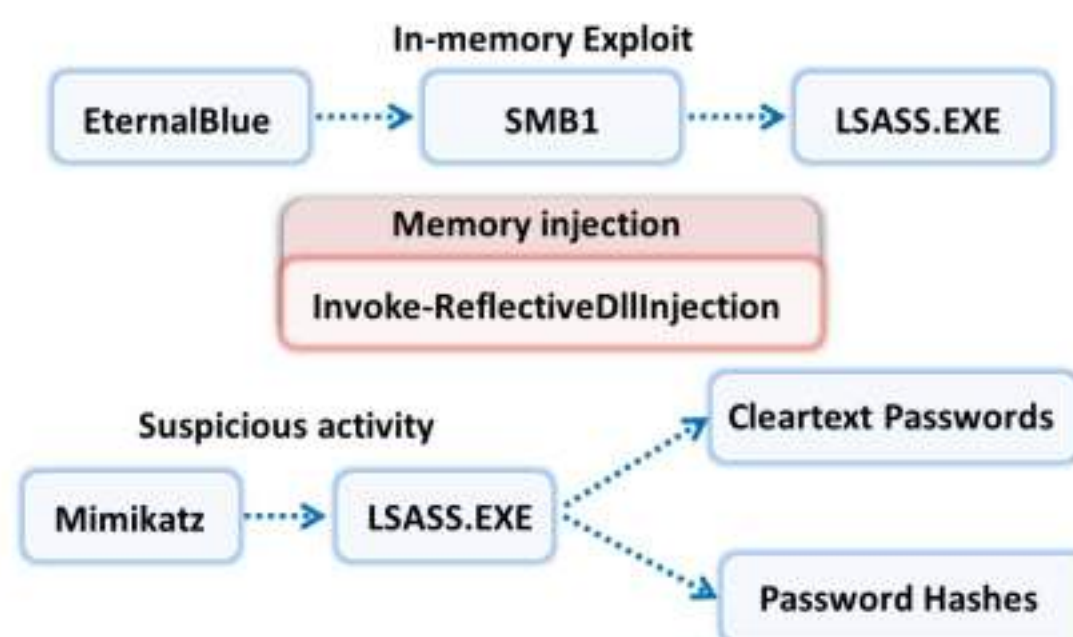 In-memory Exploit
EternalBlue
SMB1
LSASS.EXE
Memory injection
Invoke-ReflectiveDllInjection
Suspicious activity
Mimikatz
LSASS.EXE
Cleartext Passwords
Password Hashes